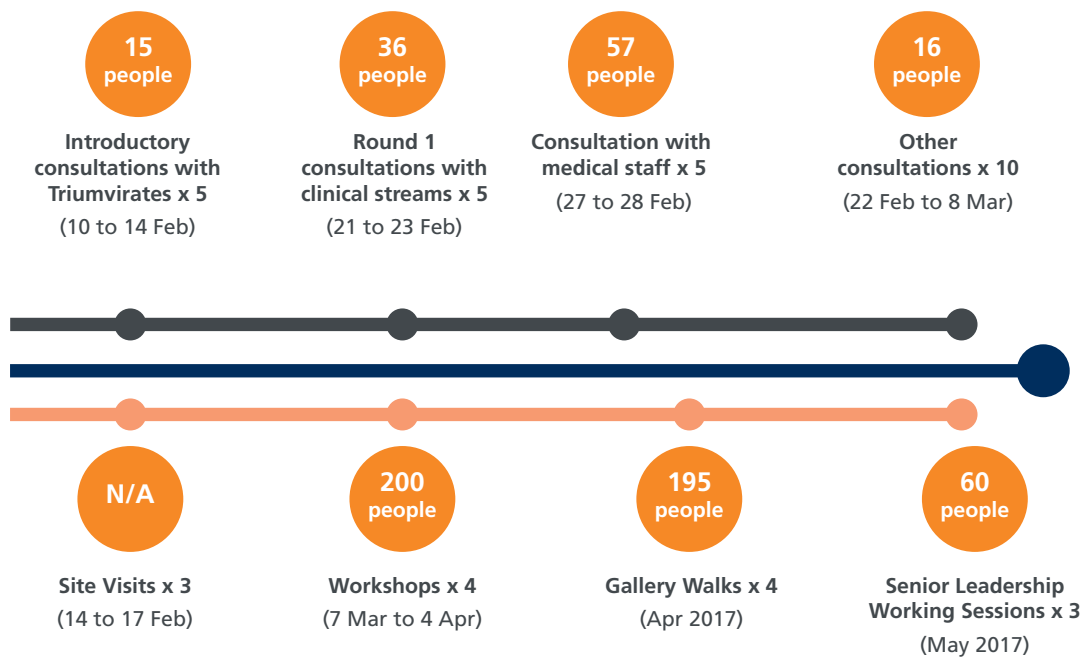 15
people
Introductory
consultations with
Triumvirates x 5
(10 to 14 Feb)
36
people
Round 1
consultations with
clinical streams x 5
(21 to 23 Feb)
57
people
Consultation with
medical staff x 5
(27 to 28 Feb)
16
people
Other
consultations x 10
(22 Feb to 8 Mar)
N/A
Site Visits x 3
(14 to 17 Feb)
200
people
Workshops x 4
(7 Mar to 4 Apr)
195
people
Gallery Walks x 4
(Apr 2017)
60
people
Senior Leadership
Working Sessions x 3
(May 2017)